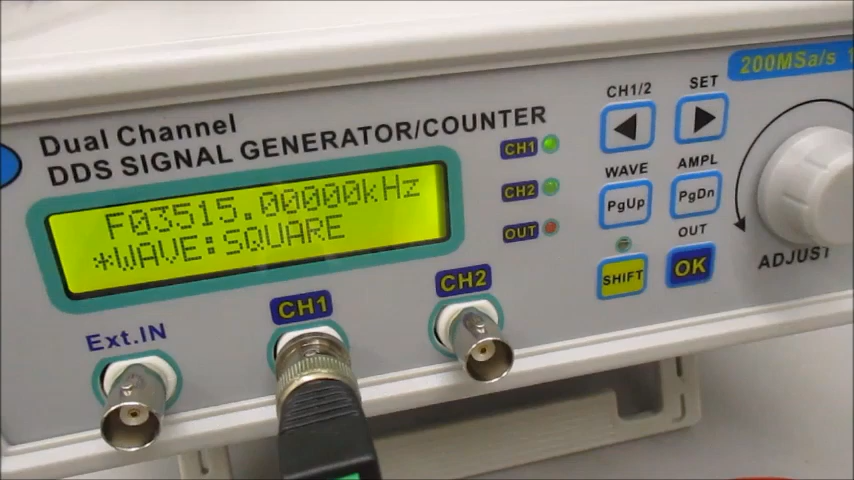 200MSa/s
Dual Channel
DDS SIGNAL GENERATOR/COUNTER
F03515.00000kHz
*WAVE:SQUARE
CH1
CH2
OUT
CH1/2
SET
WAVE
AMPL
PgUp
PgDn
OUT
SHIFT
OK
ADJUST
Ext.IN
CH1
CH2